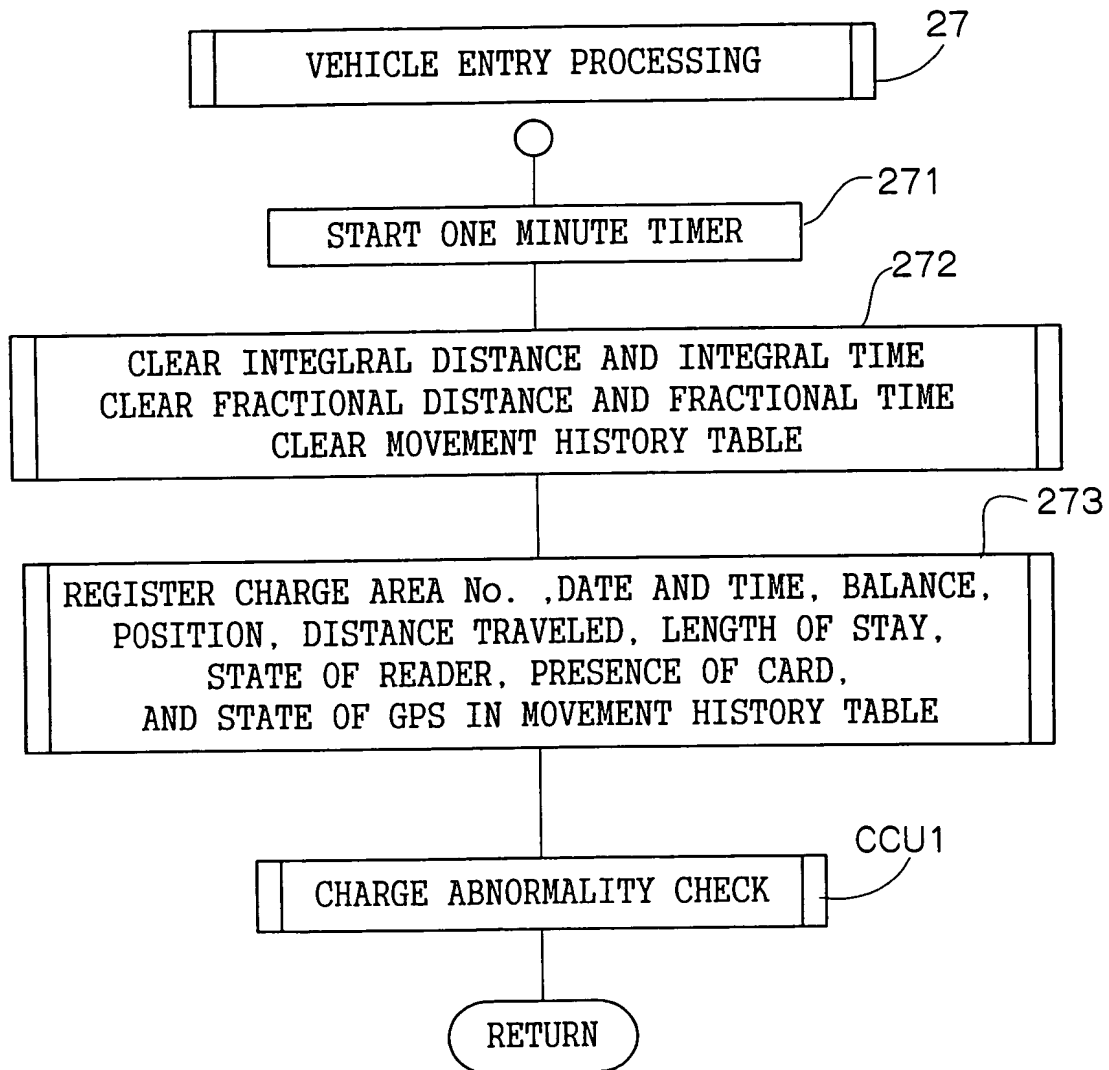 27
VEHICLE ENTRY PROCESSING
271
START ONE MINUTE TIMER
272
CLEAR INTEGLRAL DISTANCE AND INTEGRAL TIME
CLEAR FRACTIONAL DISTANCE AND FRACTIONAL TIME
CLEAR MOVEMENT HISTORY TABLE
273
REGISTER CHARGE AREA No. ,DATE AND TIME, BALANCE,
POSITION, DISTANCE TRAVELED, LENGTH OF STAY,
STATE OF READER, PRESENCE OF CARD,
AND STATE OF GPS IN MOVEMENT HISTORY TABLE
CCU1
CHARGE ABNORMALITY CHECK
RETURN